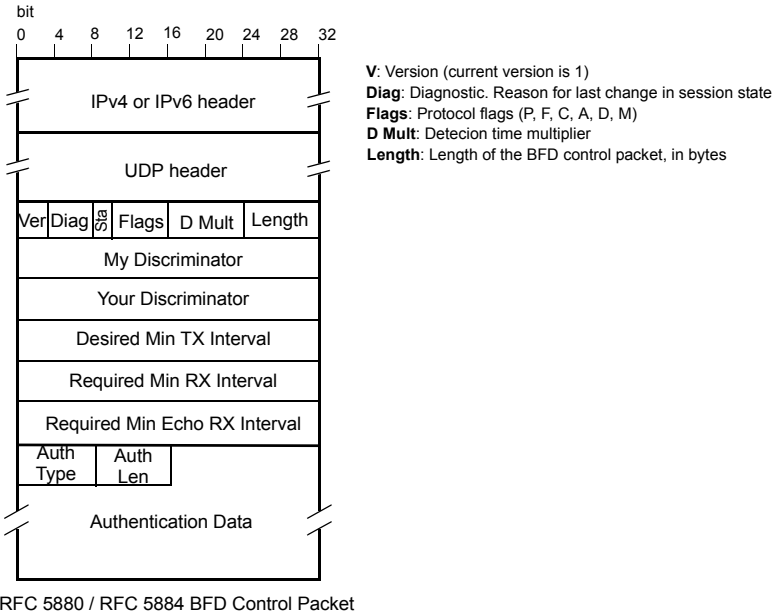 bit
0 4 8 12 16 20 24 28 32
IPv4 or IPv6 header
UDP header
Ver Diag Sta Flags D Mult Length
My Discriminator
Your Discriminator
Desired Min TX Interval
Required Min RX Interval
Required Min Echo RX Interval
Auth Type Auth Len
Authentication Data
V: Version (current version is 1)
Diag: Diagnostic. Reason for last change in session state
Flags: Protocol flags (P, F, C, A, D, M)
D Mult: Detecion time multiplier
Length: Length of the BFD control packet, in bytes
RFC 5880 / RFC 5884 BFD Control Packet